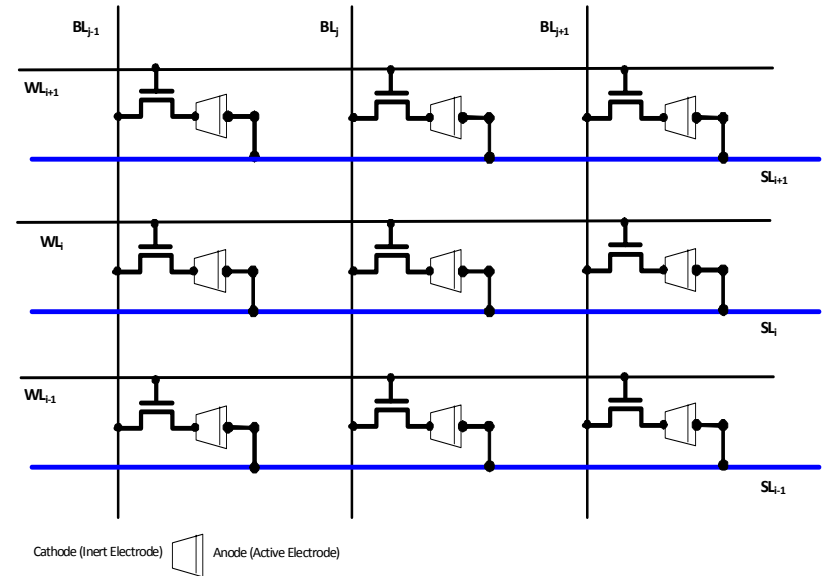 BLj-1 BLj BLj+1
WLi+1
SLi+1
WLi
SLi
WLi-1
SLi-1
Cathode (Inert Electrode) Anode (Active Electrode)